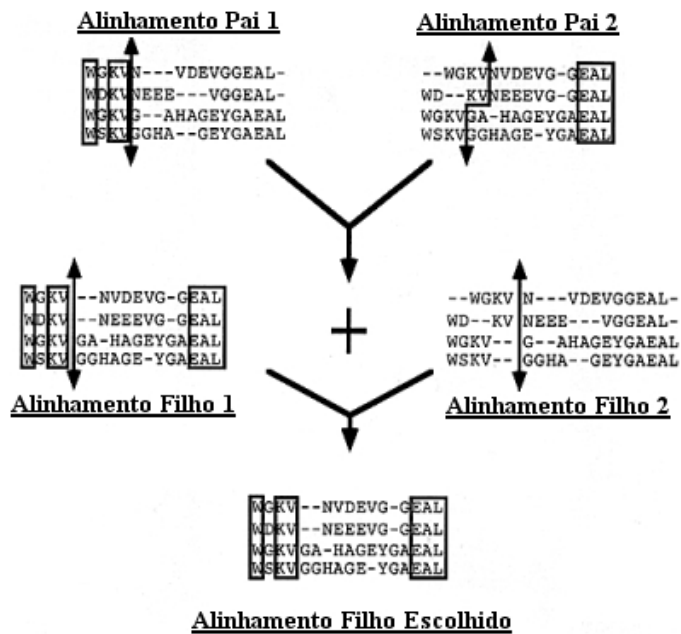 Alinhamento Pai 1
WGKVN---VDEVGGEAL-
WDKVNEEE---VGGEAL-
WGKVG--AHAGEYGAEAL
WSKVGGHA--GEYGAEAL
Alinhamento Pai 2
--WGKVNVDEVG-GEAL
WD--KVNEEEVG-GEAL
WGKVGA-HAGEYGAEAL
WSKVGGHAGE-YGAEAL
+
WGKV--NVDEVG-GEAL
WDKV--NEEEVG-GEAL
WGKVGA-HAGEYGAEAL
WSKVGGHAGE-YGAEAL
Alinhamento Filho 1
--WGKV N---VDEVGGEAL-
WD--KV NEEE---VGGEAL-
WGKV-- G--AHAGEYGAEAL
WSKV-- GGHA--GEYGAEAL
Alinhamento Filho 2
WGKV--NVDEVG-GEAL
WDKV--NEEEVG-GEAL
WGKVGA-HAGEYGAEAL
WSKVGGHAGE-YGAEAL
Alinhamento Filho Escolhido